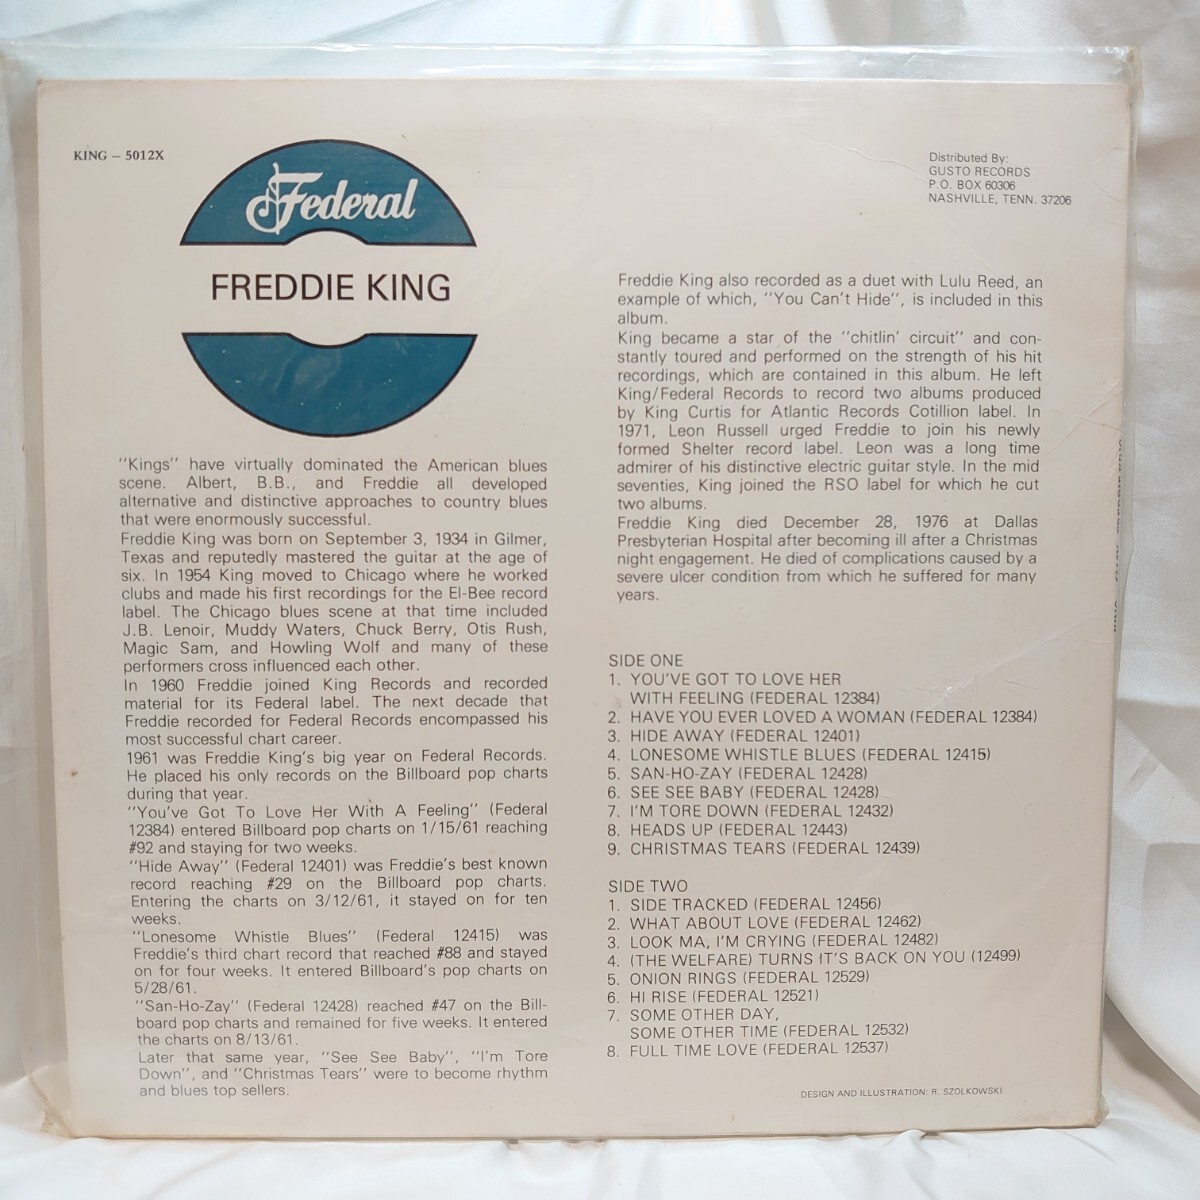 KING – 5012X
Federal
FREDDIE KING
Distributed By:
GUSTO RECORDS
P.O. BOX 60306
NASHVILLE, TENN. 37206
"Kings" have virtually dominated the American blues
scene. Albert, B.B., and Freddie all developed
alternative and distinctive approaches to country blues
that were enormously successful.
Freddie King was born on September 3, 1934 in Gilmer,
Texas and reputedly mastered the guitar at the age of
six. In 1954 King moved to Chicago where he worked
clubs and made his first recordings for the El-Bee record
label. The Chicago blues scene at that time included
J.B. Lenoir, Muddy Waters, Chuck Berry, Otis Rush,
Magic Sam, and Howling Wolf and many of these
performers cross influenced each other.
In 1960 Freddie joined King Records and recorded
material for its Federal label. The next decade that
Freddie recorded for Federal Records encompassed his
most successful chart career.
1961 was Freddie King's big year on Federal Records.
He placed his only records on the Billboard pop charts
during that year.
"You've Got To Love Her With A Feeling" (Federal
12384) entered Billboard pop charts on 1/15/61 reaching
#92 and staying for two weeks.
"Hide Away" (Federal 12401) was Freddie's best known
record reaching #29 on the Billboard pop charts.
Entering the charts on 3/12/61, it stayed on for ten
weeks.
"Lonesome Whistle Blues" (Federal 12415) was
Freddie's third chart record that reached #88 and stayed
on for four weeks. It entered Billboard's pop charts on
5/28/61.
"San-Ho-Zay" (Federal 12428) reached #47 on the Bill-
board pop charts and remained for five weeks. It entered
the charts on 8/13/61.
Later that same year, "See See Baby", "I'm Tore
Down", and "Christmas Tears" were to become rhythm
and blues top sellers.
Freddie King also recorded as a duet with Lulu Reed, an
example of which, "You Can't Hide", is included in this
album.
King became a star of the "chitlin' circuit" and con-
stantly toured and performed on the strength of his hit
recordings, which are contained in this album. He left
King/Federal Records to record two albums produced
by King Curtis for Atlantic Records Cotillion label. In
1971, Leon Russell urged Freddie to join his newly
formed Shelter record label. Leon was a long time
admirer of his distinctive electric guitar style. In the mid
seventies, King joined the RSO label for which he cut
two albums.
Freddie King died December 28, 1976 at Dallas
Presbyterian Hospital after becoming ill after a Christmas
night engagement. He died of complications caused by a
severe ulcer condition from which he suffered for many
years.
SIDE ONE
1. YOU'VE GOT TO LOVE HER
WITH FEELING (FEDERAL 12384)
2. HAVE YOU EVER LOVED A WOMAN (FEDERAL 12384)
3. HIDE AWAY (FEDERAL 12401)
4. LONESOME WHISTLE BLUES (FEDERAL 12415)
5. SAN-HO-ZAY (FEDERAL 12428)
6. SEE SEE BABY (FEDERAL 12428)
7. I'M TORE DOWN (FEDERAL 12432)
8. HEADS UP (FEDERAL 12443)
9. CHRISTMAS TEARS (FEDERAL 12439)
SIDE TWO
1. SIDE TRACKED (FEDERAL 12456)
2. WHAT ABOUT LOVE (FEDERAL 12462)
3. LOOK MA, I'M CRYING (FEDERAL 12482)
4. (THE WELFARE) TURNS IT'S BACK ON YOU (12499)
5. ONION RINGS (FEDERAL 12529)
6. HI RISE (FEDERAL 12521)
7. SOME OTHER DAY,
SOME OTHER TIME (FEDERAL 12532)
8. FULL TIME LOVE (FEDERAL 12537)
DESIGN AND ILLUSTRATION: R. SZOLKOWSKI